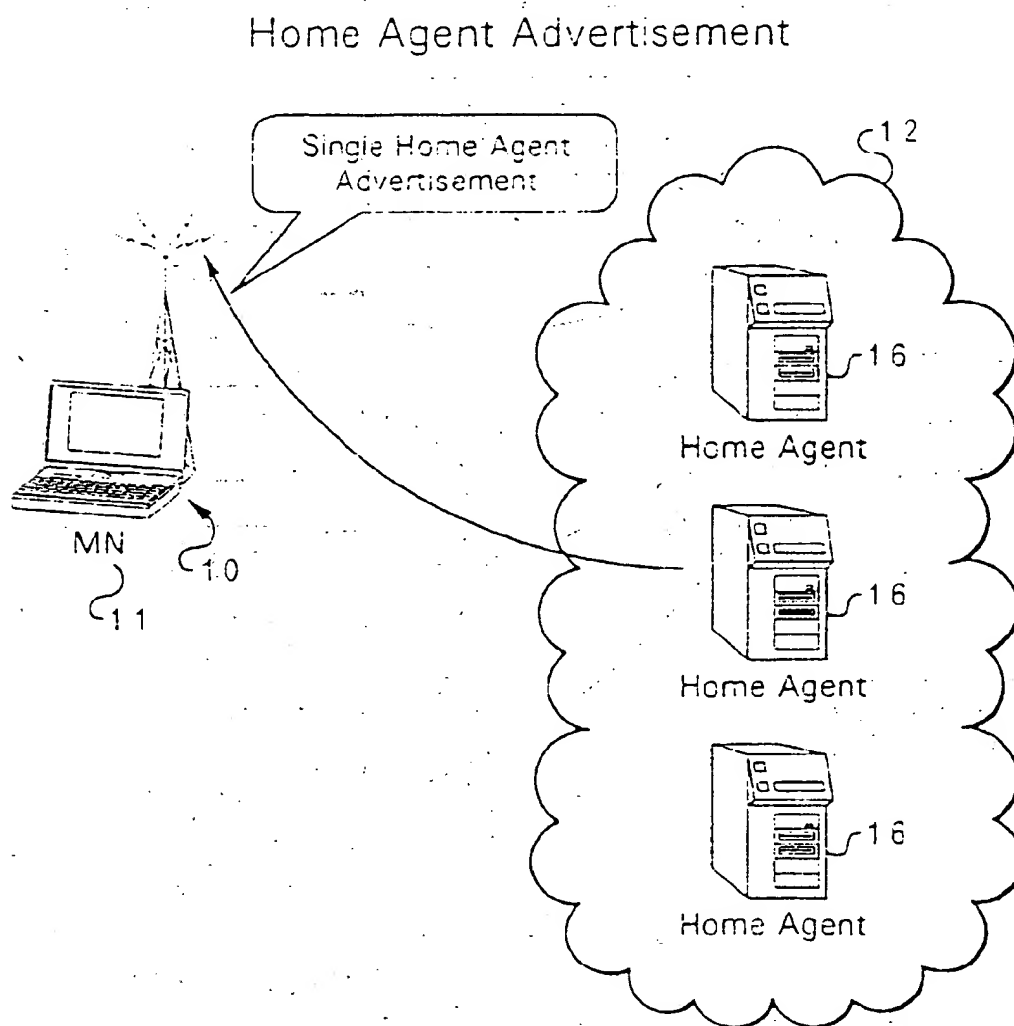 Home Agent Advertisement
Single Home Agent
Advertisement
12
16
Home Agent
MN
10
11
16
Home Agent
16
Home Agent